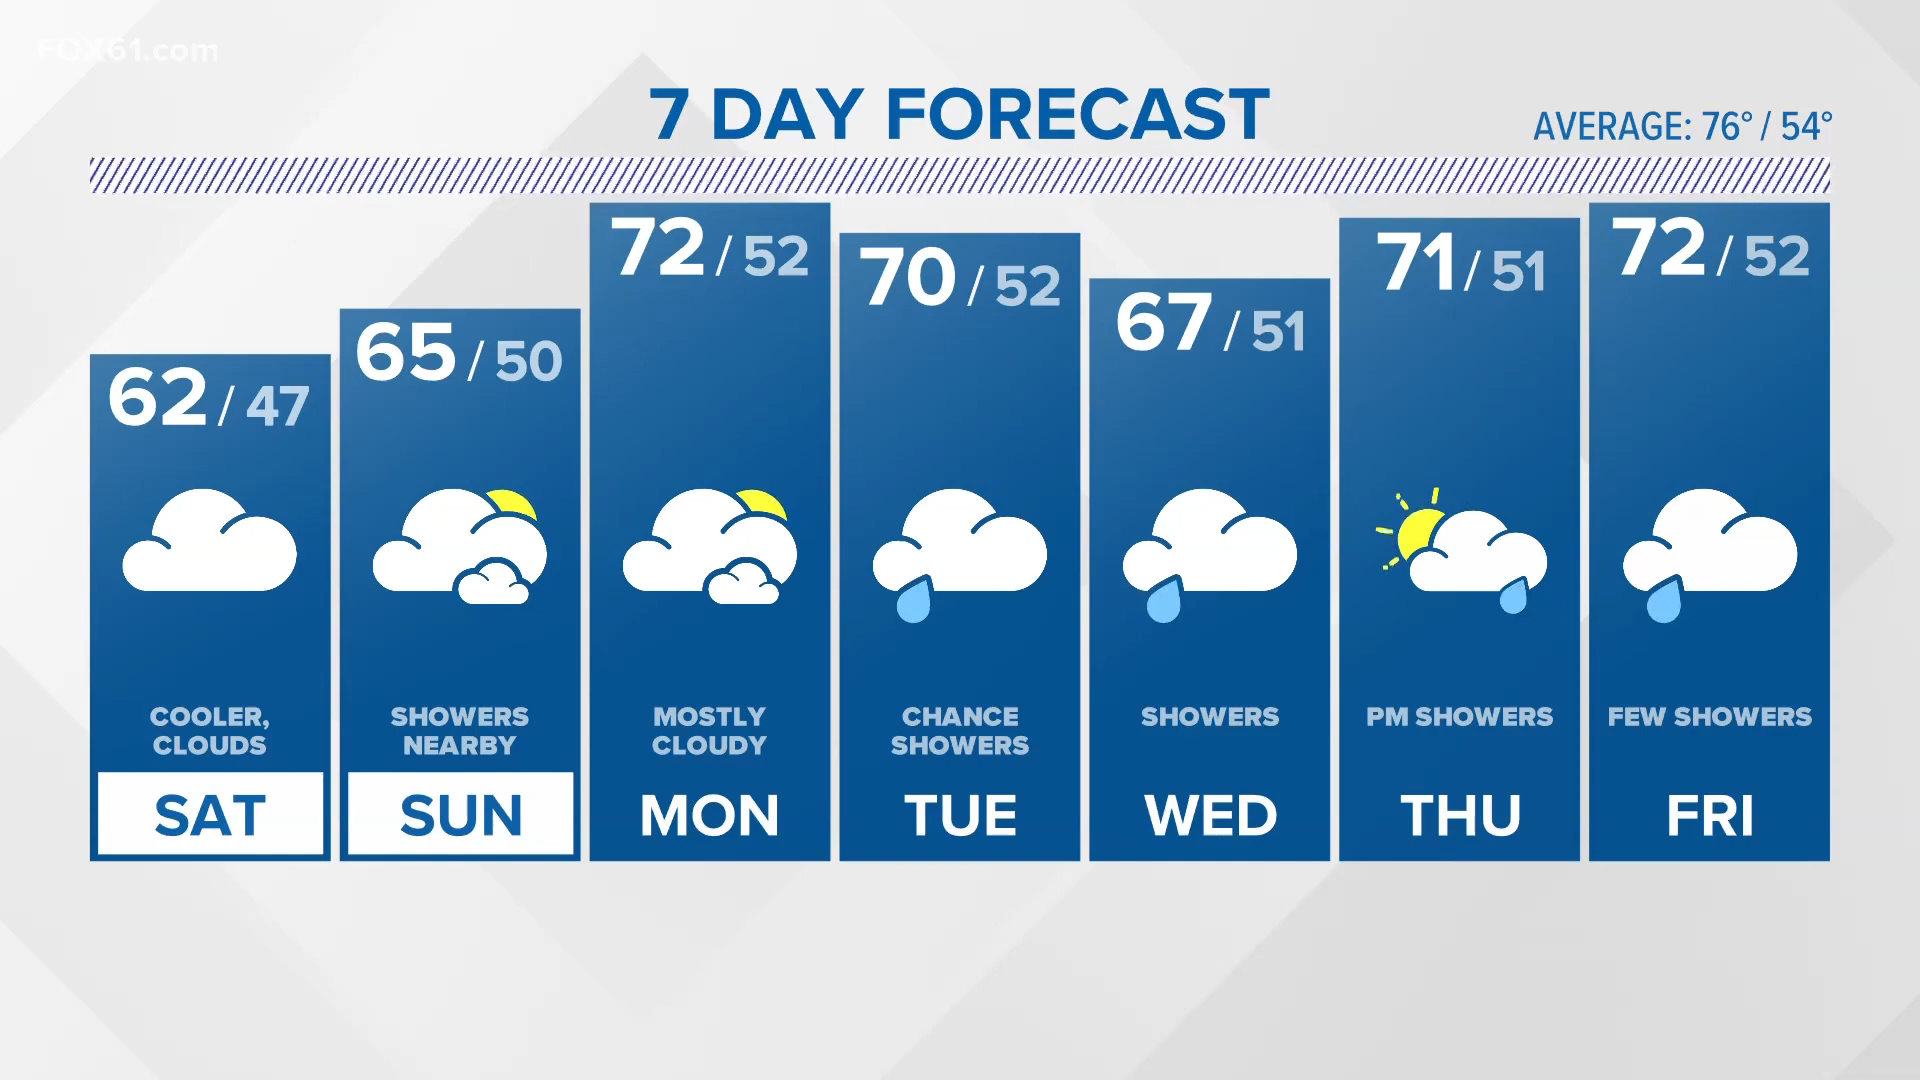 FOX61.com
7 DAY FORECAST
AVERAGE: 76° / 54°
62 / 47
COOLER,
CLOUDS
SAT
65 / 50
SHOWERS
NEARBY
SUN
72 / 52
MOSTLY
CLOUDY
MON
70 / 52
CHANCE
SHOWERS
TUE
67 / 51
SHOWERS
WED
71 / 51
PM SHOWERS
THU
72 / 52
FEW SHOWERS
FRI